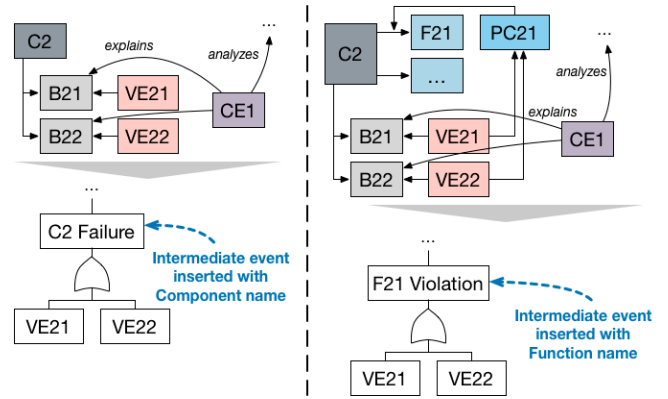 C2
explains
...
analyzes
B21
VE21
CE1
B22
VE22
...
C2 Failure
Intermediate event
inserted with
Component name
VE21
VE22
C2
F21
PC21
...
...
analyzes
explains
B21
VE21
CE1
B22
VE22
...
F21 Violation
Intermediate event
inserted with
Function name
VE21
VE22